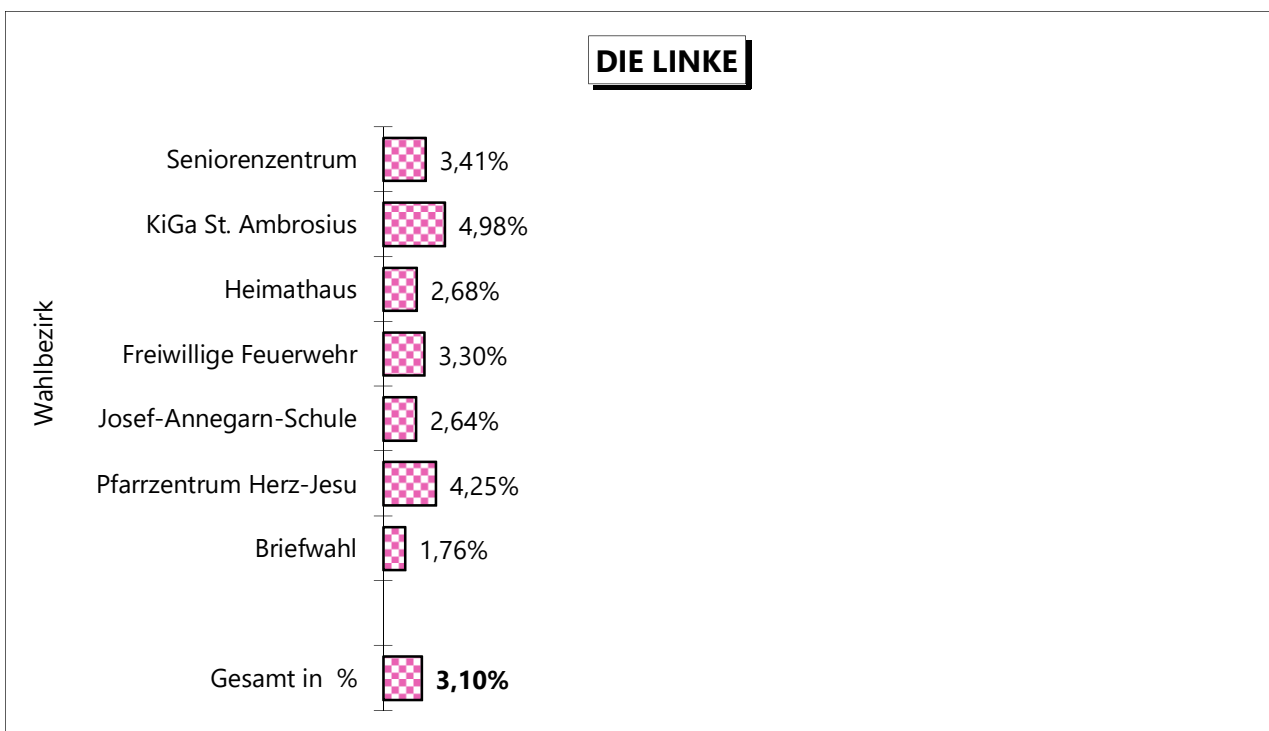 DIE LINKE
Wahlbezirk
Seniorenzentrum 3,41%
KiGa St. Ambrosius 4,98%
Heimathaus 2,68%
Freiwillige Feuerwehr 3,30%
Josef-Annegarn-Schule 2,64%
Pfarrzentrum Herz-Jesu 4,25%
Briefwahl 1,76%
Gesamt in % 3,10%